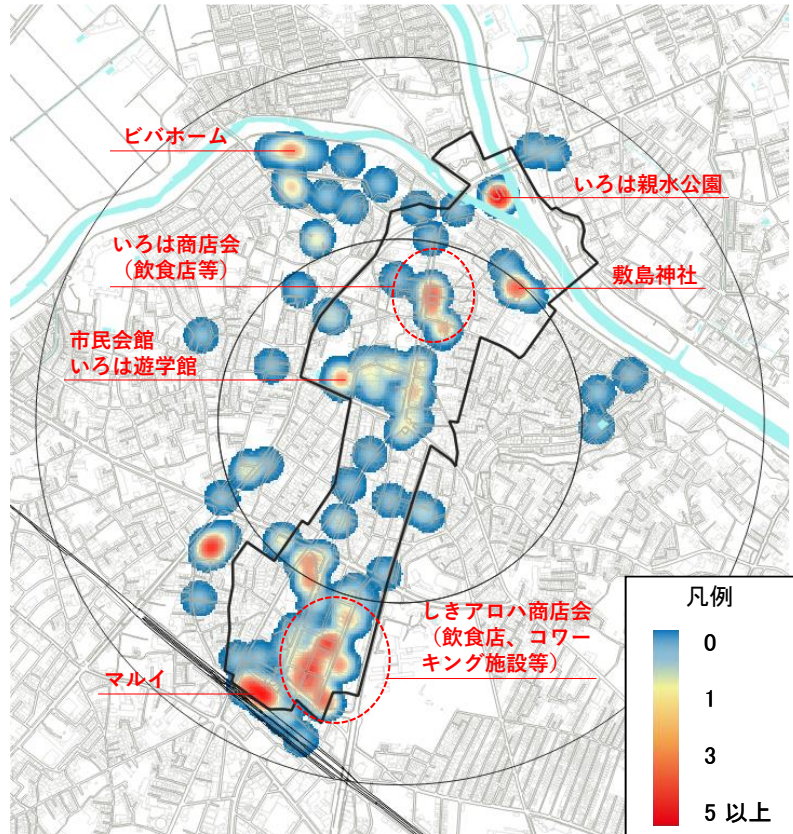 ビバホーム
いろは親水公園
いろは商店会
（飲食店等）
敷島神社
市民会館
いろは遊学館
しきアロハ商店会
（飲食店、コワー
キング施設等）
マルイ
凡例
0
1
3
5 以上